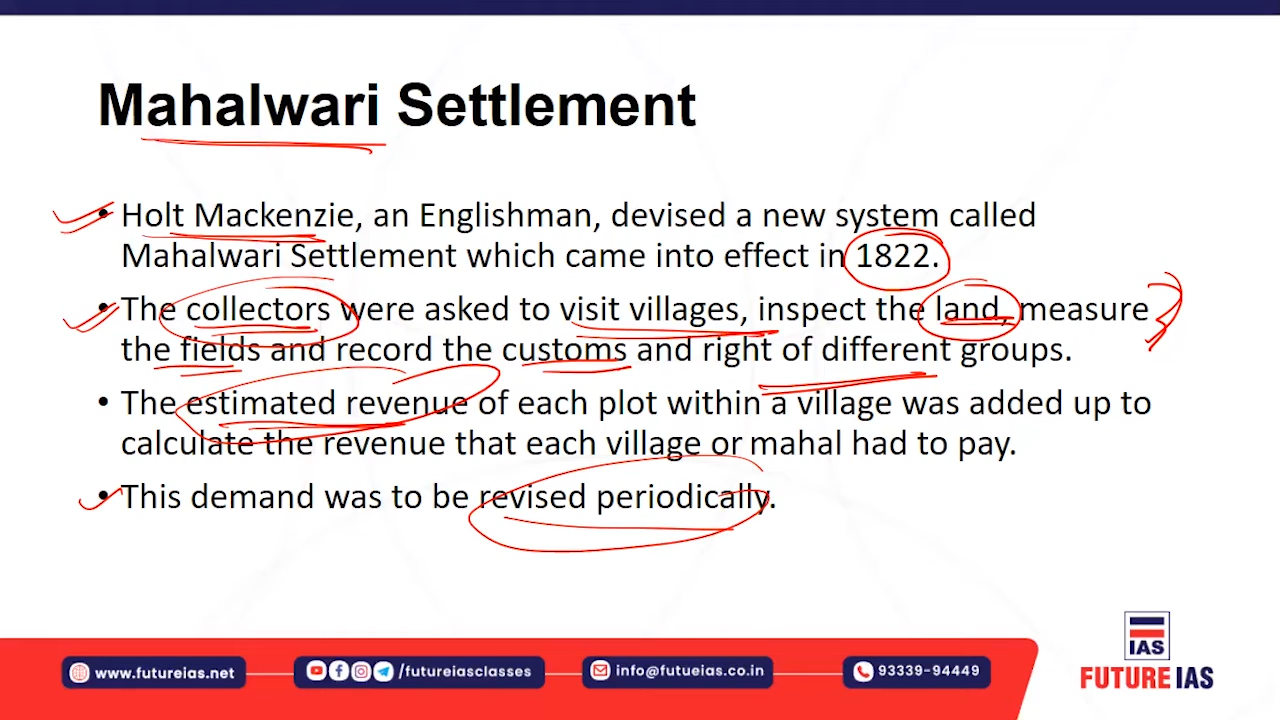 Mahalwari Settlement
• Holt Mackenzie, an Englishman, devised a new system called
Mahalwari Settlement which came into effect in 1822.
• The collectors were asked to visit villages, inspect the land, measure
the fields and record the customs and right of different groups.
• The estimated revenue of each plot within a village was added up to
calculate the revenue that each village or mahal had to pay.
• This demand was to be revised periodically.
IAS
FUTURE IAS
www.futureias.net
/futureiasclasses
info@futueias.co.in
93339-94449